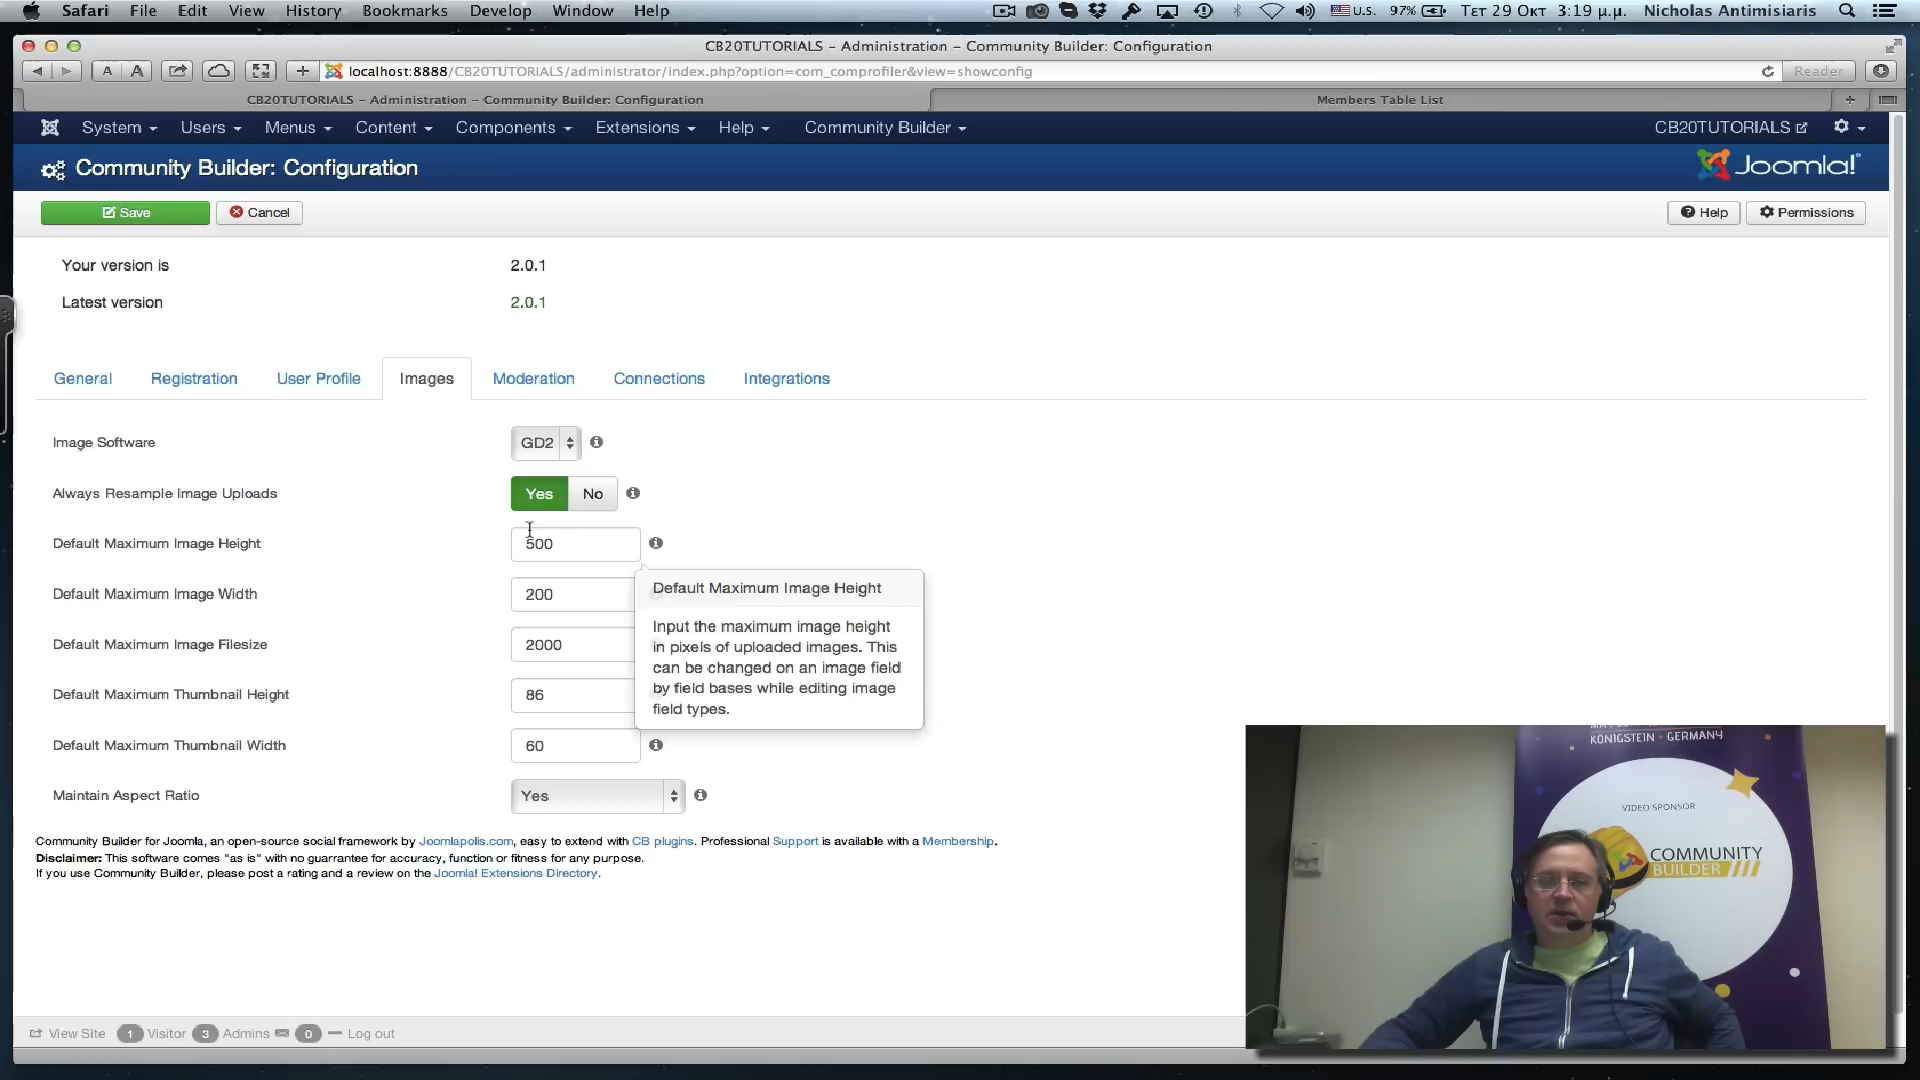 Safari File Edit View History Bookmarks Develop Window Help U.S. 97% Τετ 29 Οκτ 3:19 μ.μ. Nicholas Antimisiaris
CB20TUTORIALS - Administration - Community Builder: Configuration
A A localhost:8888/CB20TUTORIALS/administrator/index.php?option=com_comprofiler&view=showconfig Reader
CB20TUTORIALS - Administration - Community Builder: Configuration Members Table List
System Users Menus Content Components Extensions Help Community Builder CB20TUTORIALS
Community Builder: Configuration Joomla!
Save Cancel Help Permissions
Your version is 2.0.1
Latest version 2.0.1
General Registration User Profile Images Moderation Connections Integrations
Image Software GD2
Always Resample Image Uploads Yes No
Default Maximum Image Height 500
Default Maximum Image Width 200
Default Maximum Image Filesize 2000
Default Maximum Thumbnail Height 86
Default Maximum Thumbnail Width 60
Maintain Aspect Ratio Yes
Default Maximum Image Height
Input the maximum image height
in pixels of uploaded images. This
can be changed on an image field
by field bases while editing image
field types.
Community Builder for Joomla, an open-source social framework by Joomlapolis.com, easy to extend with CB plugins. Professional Support is available with a Membership.
Disclaimer: This software comes "as is" with no guarrantee for accuracy, function or fitness for any purpose.
If you use Community Builder, please post a rating and a review on the Joomla! Extensions Directory.
KÖNIGSTEIN • GERMANY
VIDEO SPONSOR
COMMUNITY
BUILDER
View Site 1 Visitor 3 Admins 0 Log out